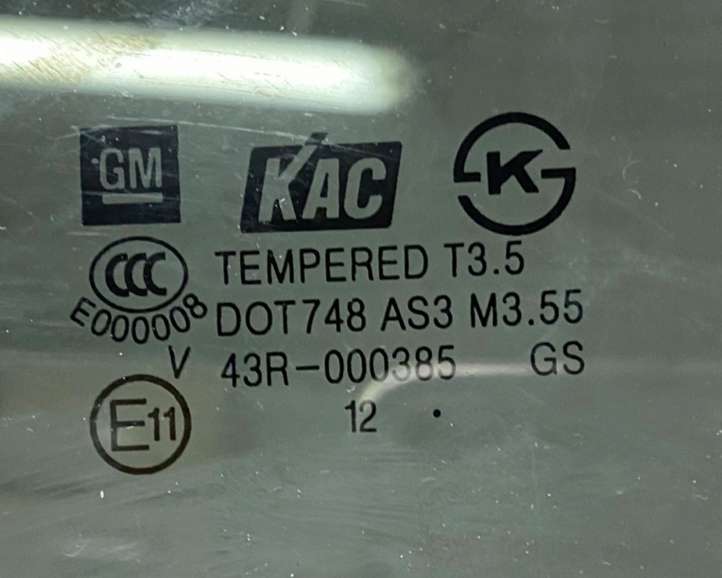 GM KAC K
CCC TEMPERED T3.5
E000008 DOT748 AS3 M3.55
V 43R-000385 GS
E11 12 .